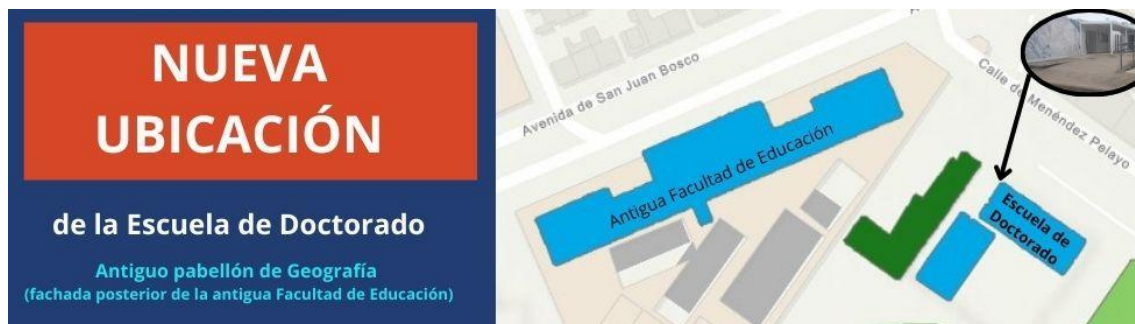 NUEVA
UBICACIÓN
de la Escuela de Doctorado
Antiguo pabellón de Geografía
(fachada posterior de la antigua Facultad de Educación)
Avenida de San Juan Bosco
Antigua Facultad de Educación
Calle de Menéndez Pelayo
Escuela de
Doctorado